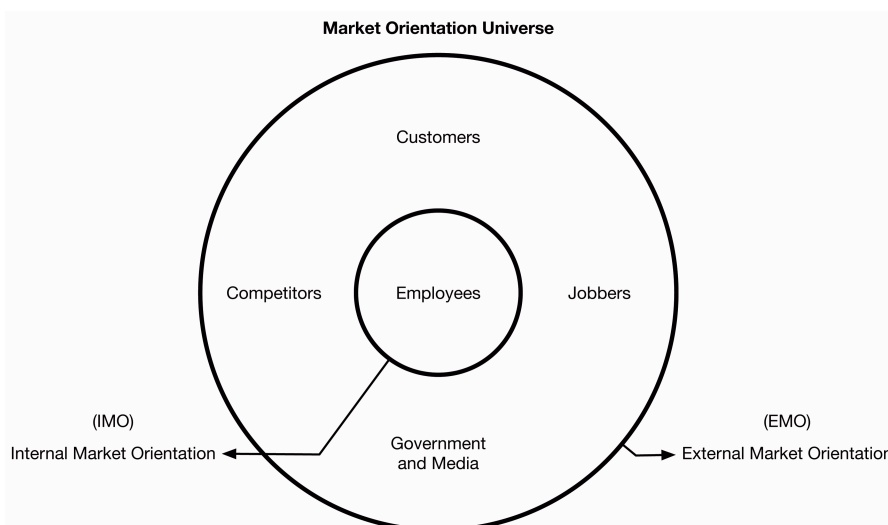 Market Orientation Universe
Customers
Competitors
Employees
Jobbers
(IMO)
Internal Market Orientation
Government
and Media
(EMO)
External Market Orientation